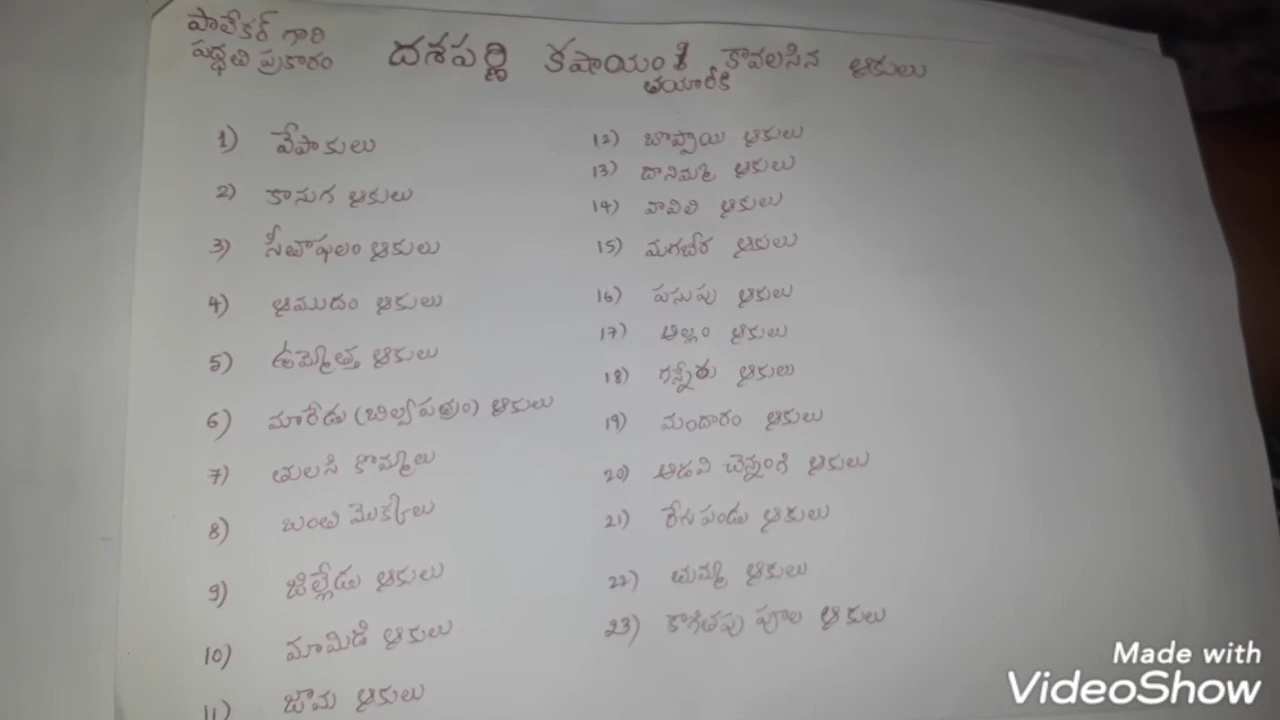 పాలేకర్ గారి
పద్ధతి ప్రకారం
దశపర్ణి కషాయం తయారీకి కావలసిన ఆకులు
1) వేపాకులు
2) కానుగ ఆకులు
3) సీతాఫలం ఆకులు
4) ఆముదం ఆకులు
5) ఉమ్మెత్త ఆకులు
6) మారేడు (బిల్వపత్రం) ఆకులు
7) తులసి కొమ్మలు
8) బంతి మొక్కలు
9) జిల్లేడు ఆకులు
10) మామిడి ఆకులు
11) జామ ఆకులు
12) బొప్పాయి ఆకులు
13) దానిమ్మ ఆకులు
14) వావిలి ఆకులు
15) మగబీర ఆకులు
16) పసుపు ఆకులు
17) అల్లం ఆకులు
18) గన్నేరు ఆకులు
19) మందారం ఆకులు
20) అడవి చెన్నంగి ఆకులు
21) రేగుపండు ఆకులు
22) తుమ్మ ఆకులు
23) కాగితపు పూల ఆకులు
Made with
VideoShow